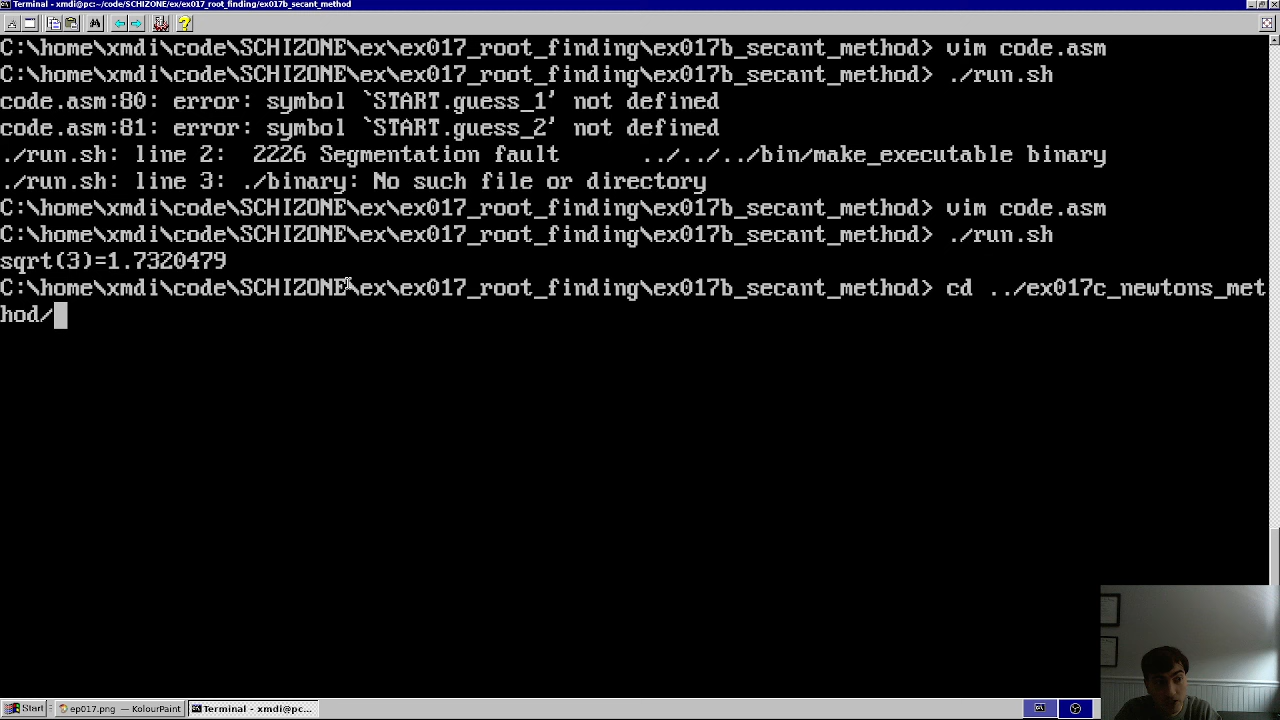 Terminal - xmdi@pc:~/code/SCHIZONE/ex/ex017_root_finding/ex017b_secant_method
C:\home\xmdi\code\SCHIZONE\ex\ex017_root_finding\ex017b_secant_method> vim code.asm
C:\home\xmdi\code\SCHIZONE\ex\ex017_root_finding\ex017b_secant_method> ./run.sh
code.asm:80: error: symbol `START.guess_1' not defined
code.asm:81: error: symbol `START.guess_2' not defined
./run.sh: line 2:  2226 Segmentation fault      ../../../bin/make_executable binary
./run.sh: line 3: ./binary: No such file or directory
C:\home\xmdi\code\SCHIZONE\ex\ex017_root_finding\ex017b_secant_method> vim code.asm
C:\home\xmdi\code\SCHIZONE\ex\ex017_root_finding\ex017b_secant_method> ./run.sh
sqrt(3)=1.7320479
C:\home\xmdi\code\SCHIZONE\ex\ex017_root_finding\ex017b_secant_method> cd ../ex017c_newtons_met
hod/
Start
ep017.png — KolourPaint
Terminal - xmdi@pc...